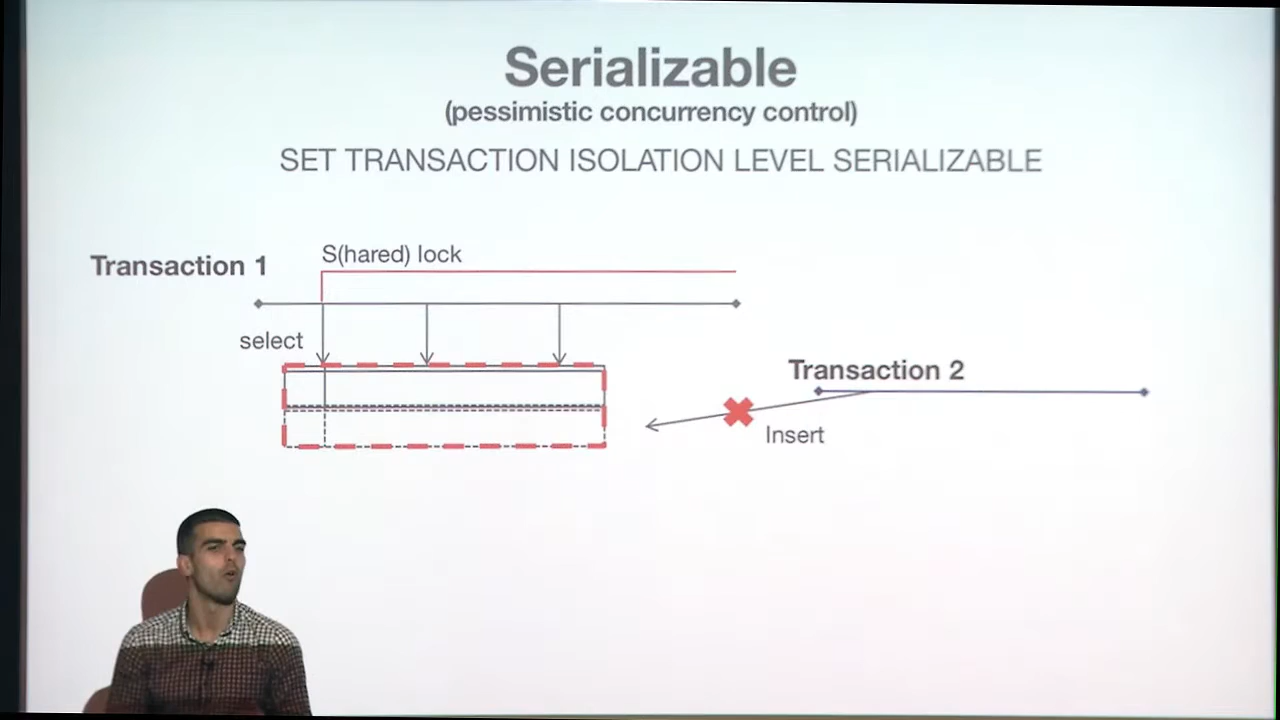 Serializable
(pessimistic concurrency control)
SET TRANSACTION ISOLATION LEVEL SERIALIZABLE
S(hared) lock
Transaction 1
select
Transaction 2
Insert